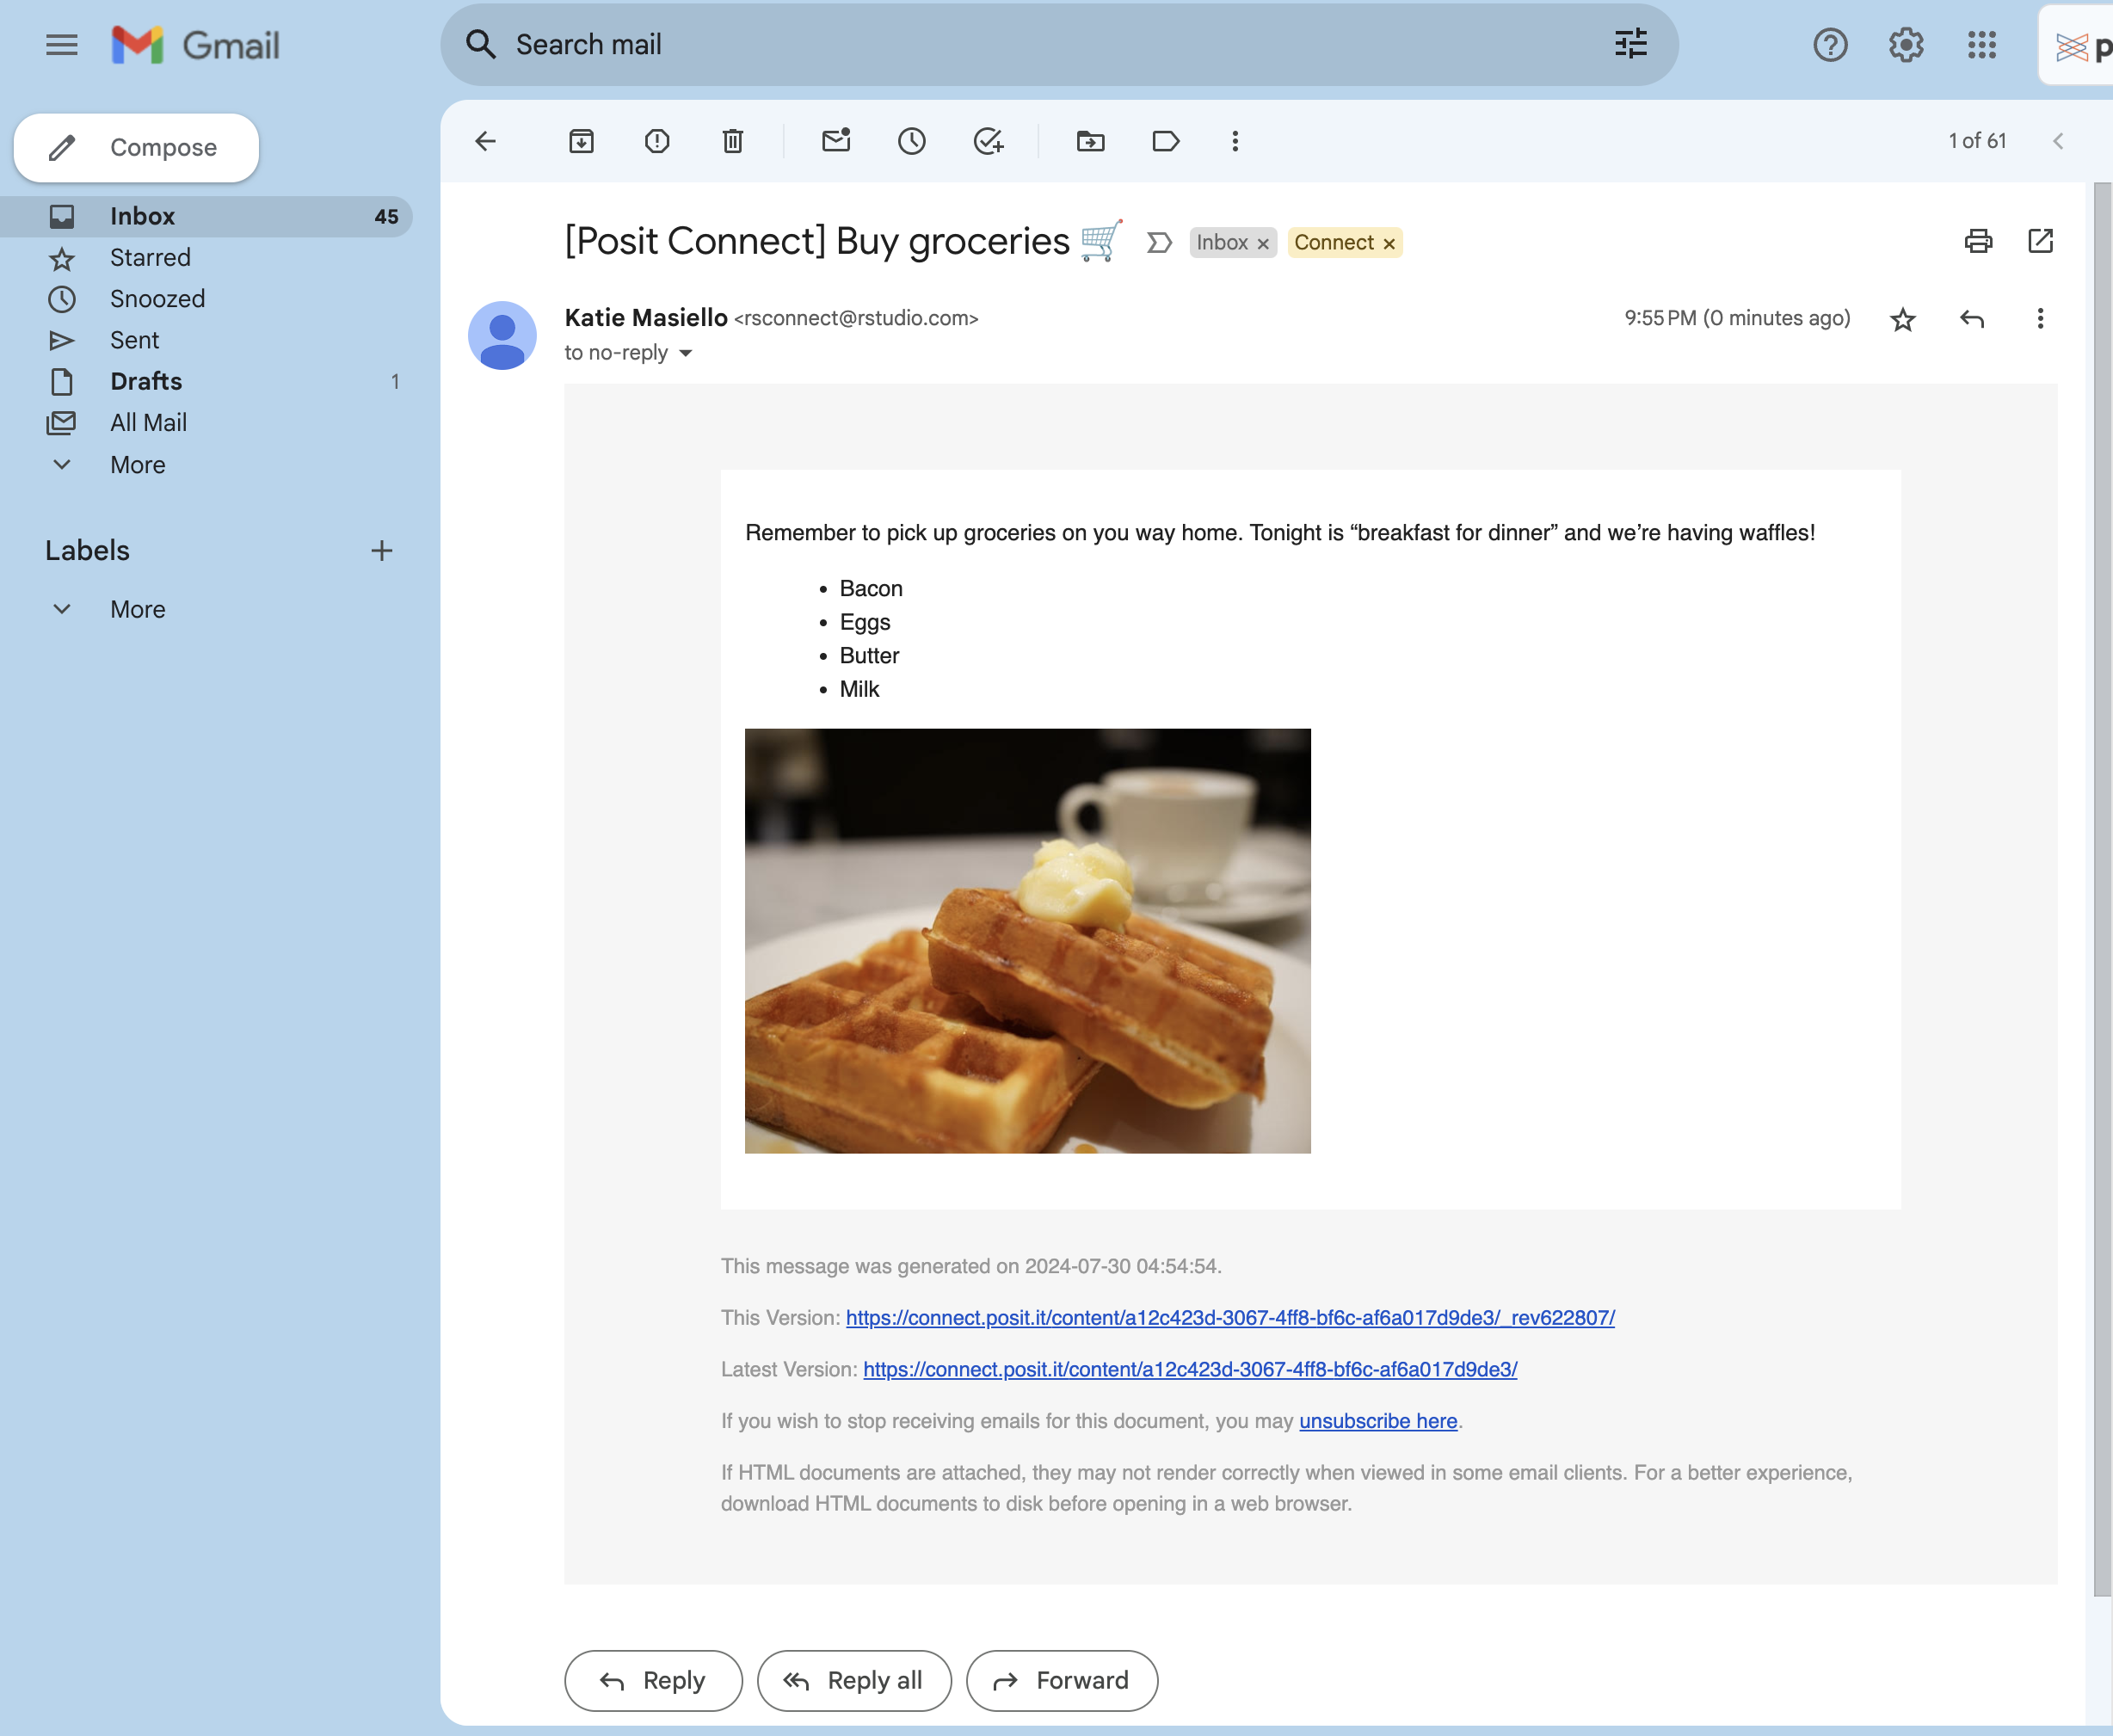 Gmail
Search mail
p
Compose
1 of 61
Inbox 45
Starred
Snoozed
Sent
Drafts 1
All Mail
More
Labels +
More
[Posit Connect] Buy groceries 🛒 Inbox × Connect ×
Katie Masiello <rsconnect@rstudio.com> 9:55 PM (0 minutes ago)
to no-reply
Remember to pick up groceries on you way home. Tonight is “breakfast for dinner” and we’re having waffles!
• Bacon
• Eggs
• Butter
• Milk
This message was generated on 2024-07-30 04:54:54.
This Version: https://connect.posit.it/content/a12c423d-3067-4ff8-bf6c-af6a017d9de3/_rev622807/
Latest Version: https://connect.posit.it/content/a12c423d-3067-4ff8-bf6c-af6a017d9de3/
If you wish to stop receiving emails for this document, you may unsubscribe here.
If HTML documents are attached, they may not render correctly when viewed in some email clients. For a better experience,
download HTML documents to disk before opening in a web browser.
Reply
Reply all
Forward